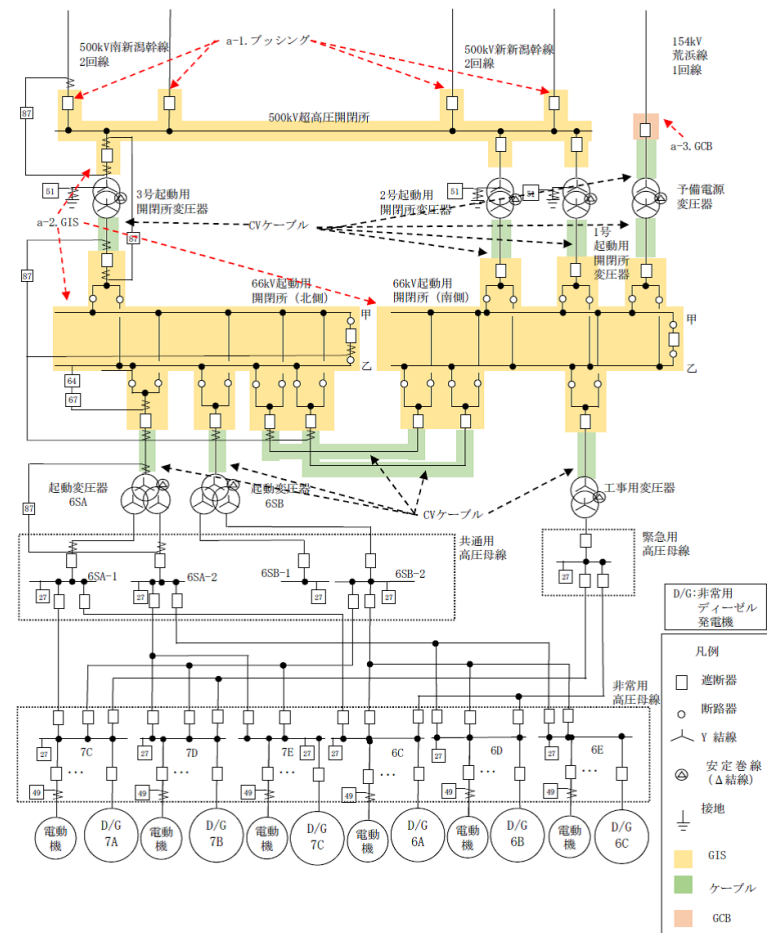 500kV南新潟幹線
2回線
a-1.ブッシング
500kV新新潟幹線
2回線
154kV
荒浜線
1回線
87
500kV超高圧開閉所
a-3.GCB
51
3号起動用
開閉所変圧器
2号起動用
開閉所変圧器
51
51
予備電源
変圧器
a-2.GIS
CVケーブル
87
1号
起動用
開閉所
変圧器
87
66kV起動用
開閉所（北側）
66kV起動用
開閉所（南側）
甲
甲
乙
乙
64
67
起動変圧器
6SA
起動変圧器
6SB
工事用変圧器
87
CVケーブル
共通用
高圧母線
緊急用
高圧母線
6SA-1
6SA-2
6SB-1
6SB-2
27
27
27
27
27
D/G:非常用
ディーゼル
発電機
凡例
遮断器
断路器
Y 結線
安定巻線
(Δ結線)
接地
GIS
ケーブル
GCB
非常用
高圧母線
27
7C
27
7D
7E
27
27
6C
27
6D
27
6E
…
…
…
…
…
…
49
49
49
49
49
49
電動
機
D/G
7A
電動
機
D/G
7B
電動
機
D/G
7C
電動
機
D/G
6A
電動
機
D/G
6B
電動
機
D/G
6C